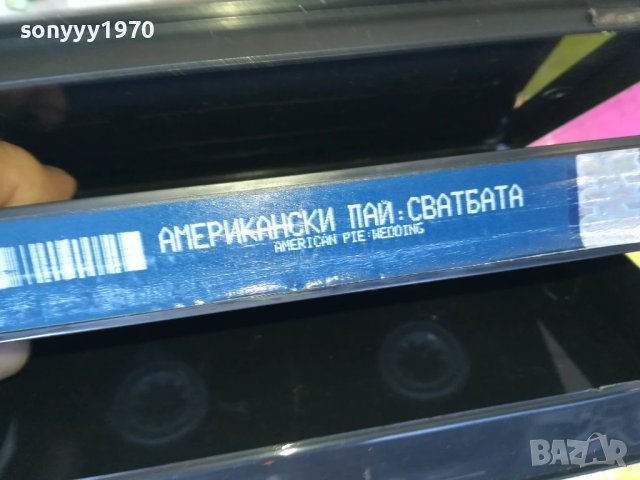 sonyyy1970
АМЕРИКАНСКИ ПАЙ:СВАТБАТА
AMERICAN PIE:WEDDING
BAZAR